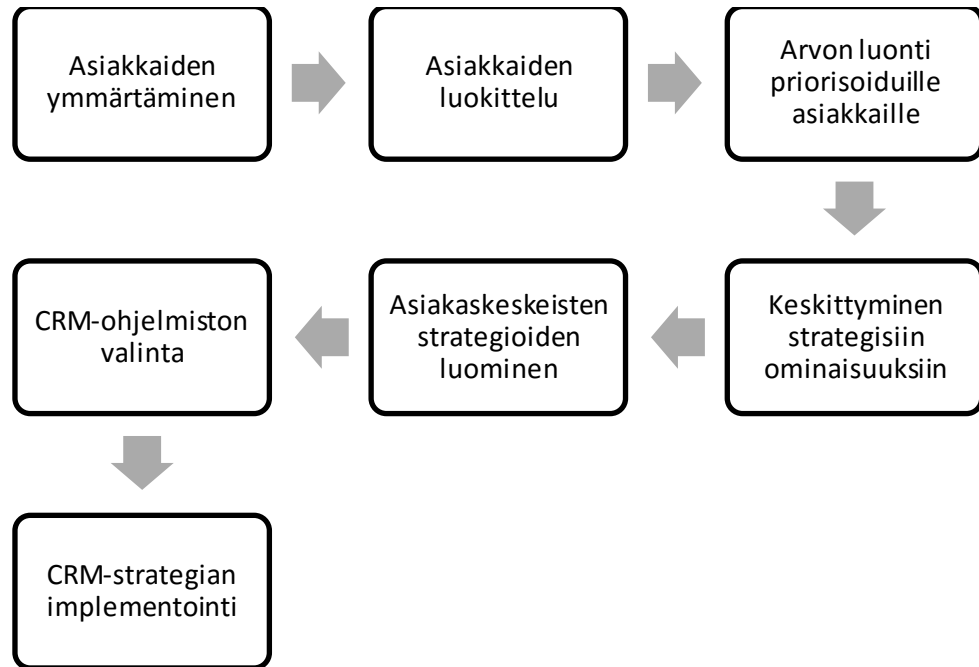 Asiakkaiden
ymmärtäminen
Asiakkaiden
luokittelu
Arvon luonti
priorisoiduille
asiakkaille
Keskittyminen
strategisiin
ominaisuuksiin
Asiakaskeskeisten
strategioiden
luominen
CRM-ohjelmiston
valinta
CRM-strategian
implementointi